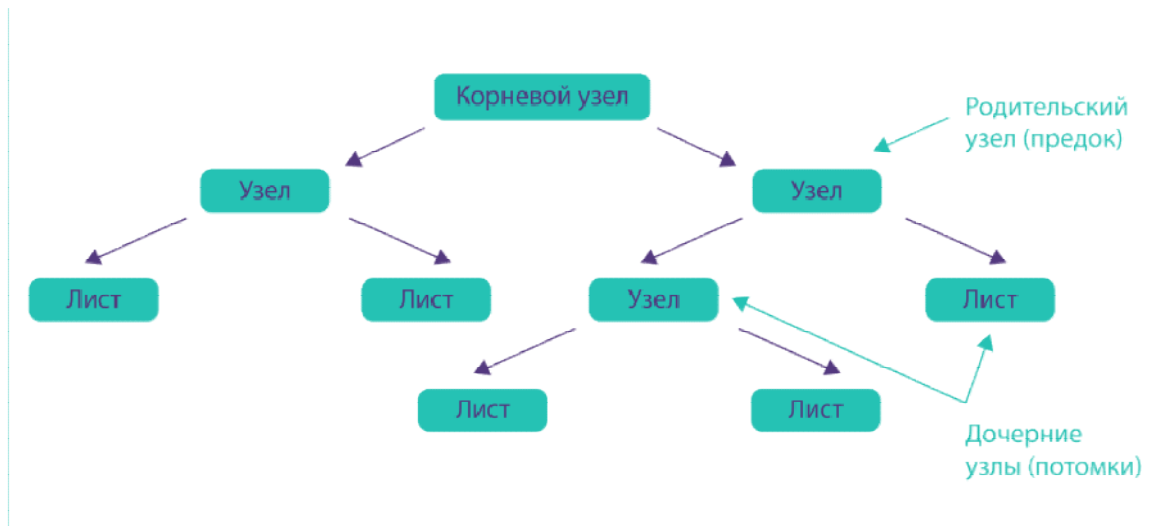 Корневой узел
Родительский
узел (предок)
Узел
Узел
Лист
Лист
Узел
Лист
Лист
Лист
Дочерние
узлы (потомки)